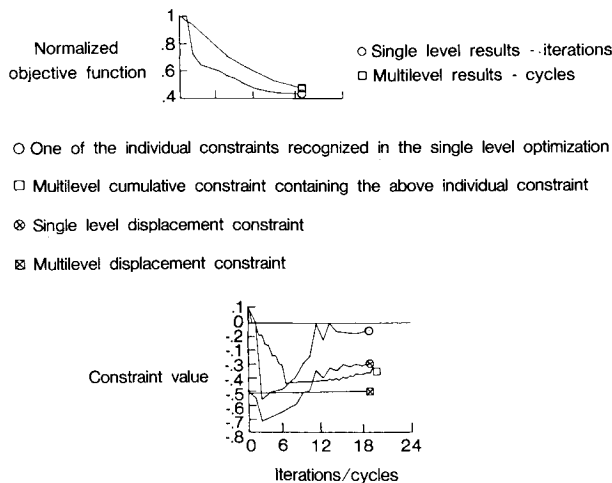 1
.8
.6
.4
Normalized
objective function
○ Single level results - iterations
□ Multilevel results - cycles
○ One of the individual constraints recognized in the single level optimization
□ Multilevel cumulative constraint containing the above individual constraint
⊗ Single level displacement constraint
⊠ Multilevel displacement constraint
Constraint value
.1
0
-.1
-.2
-.3
-.4
-.5
-.6
-.7
-.8
0 6 12 18 24
Iterations/cycles